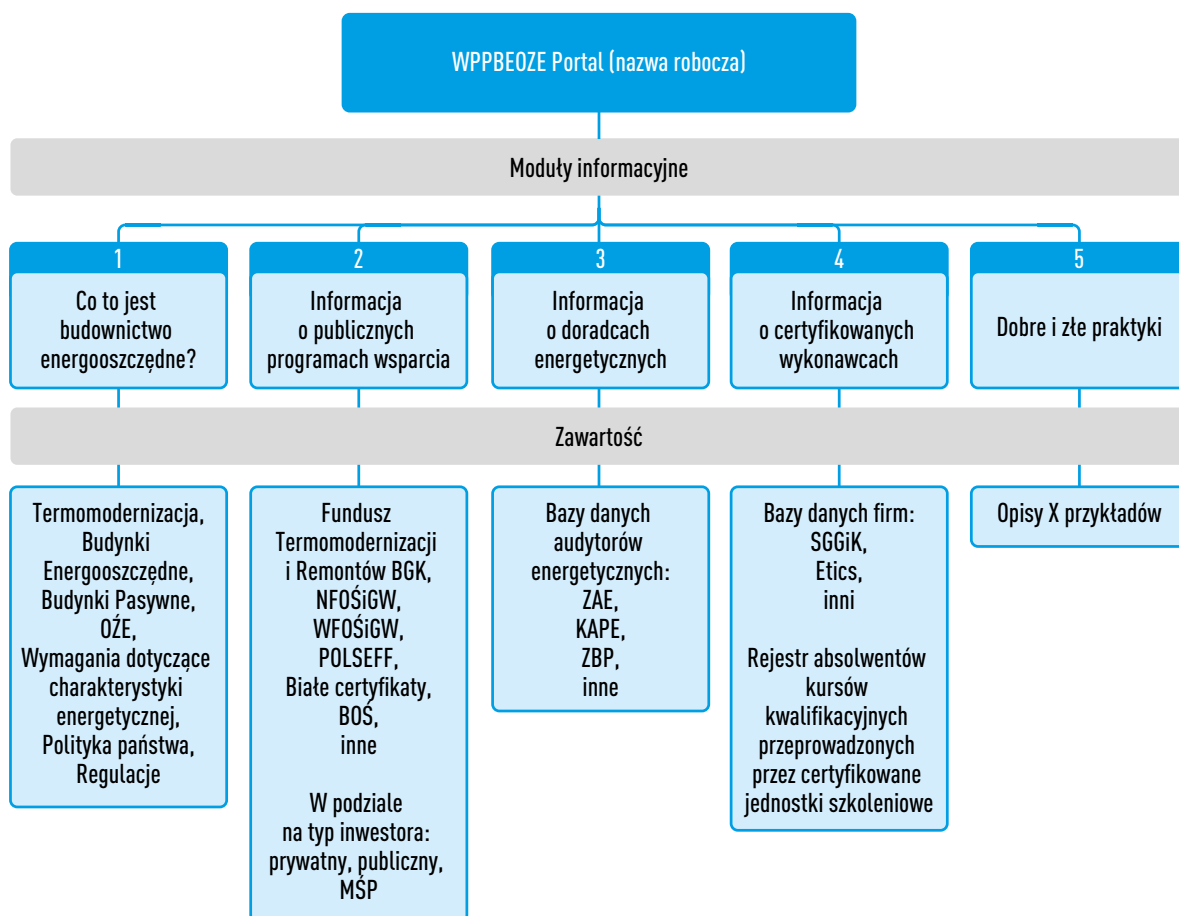 WPPBEOZE Portal (nazwa robocza)
Moduły informacyjne
1
Co to jest
budownictwo
energooszczędne?
2
Informacja
o publicznych
programach wsparcia
3
Informacja
o doradcach
energetycznych
4
Informacja
o certyfikowanych
wykonawcach
5
Dobre i złe praktyki
Zawartość
Termomodernizacja,
Budynki
Energooszczędne,
Budynki Pasywne,
OŹE,
Wymagania dotyczące
charakterystyki
energetycznej,
Polityka państwa,
Regulacje
Fundusz
Termomodernizacji
i Remontów BGK,
NFOŚiGW,
WFOŚiGW,
POLSEFF,
Białe certyfikaty,
BOŚ,
inne
W podziale
na typ inwestora:
prywatny, publiczny,
MŚP
Bazy danych
audytorów
energetycznych:
ZAE,
KAPE,
ZBP,
inne
Bazy danych firm:
SGGiK,
Etics,
inni
Rejestr absolwentów
kursów
kwalifikacyjnych
przeprowadzonych
przez certyfikowane
jednostki szkoleniowe
Opisy X przykładów